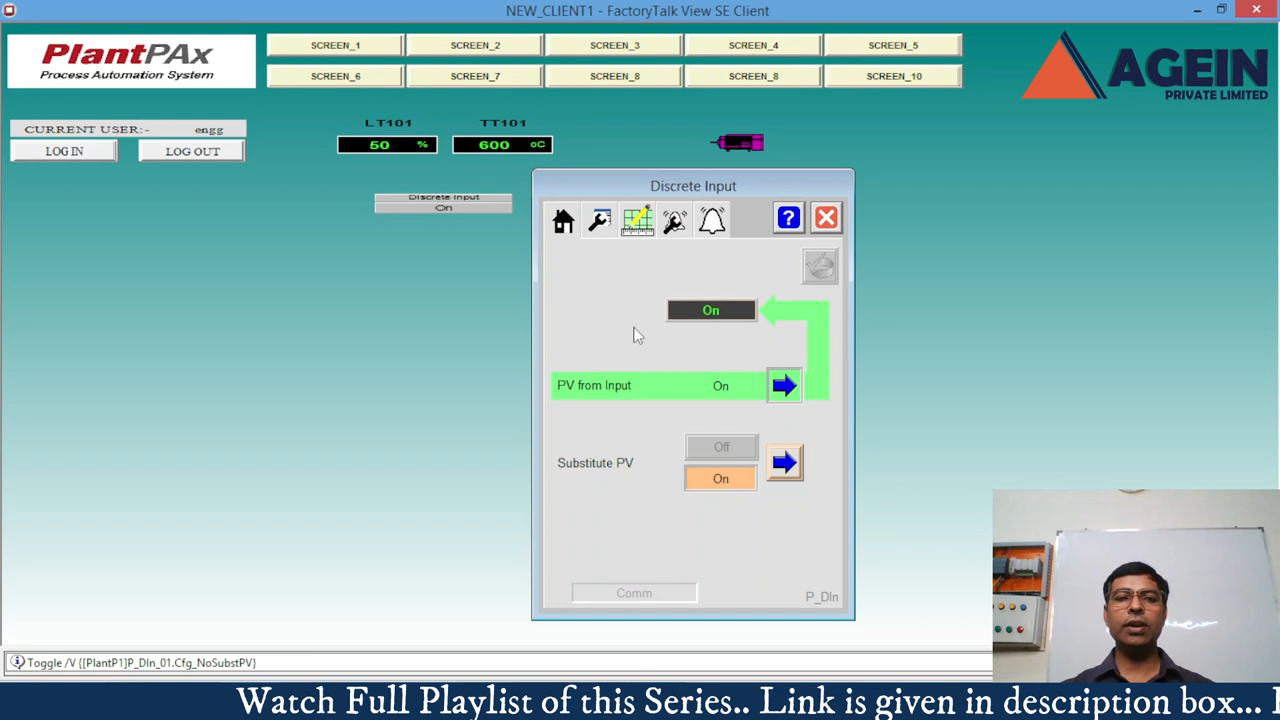 NEW_CLIENT1 - FactoryTalk View SE Client
PlantPAx
Process Automation System
SCREEN_1
SCREEN_2
SCREEN_3
SCREEN_4
SCREEN_5
SCREEN_6
SCREEN_7
SCREEN_8
SCREEN_8
SCREEN_10
AGEIN
PRIVATE LIMITED
CURRENT USER:- engg
LOG IN
LOG OUT
LT101
50 %
TT101
600 oC
Discrete Input
On
Discrete Input
?
On
PV from Input On
Off
Substitute PV
On
Comm
P_DIn
Toggle /V {[PlantP1]P_DIn_01.Cfg_NoSubstPV}
Watch Full Playlist of this Series.. Link is given in description box...